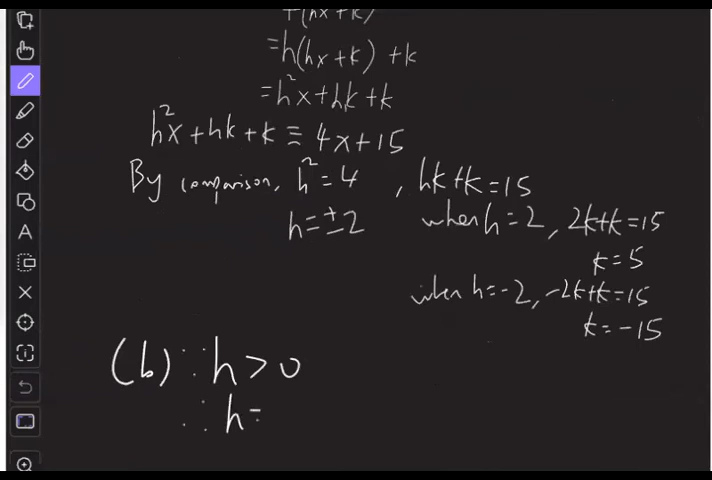 f(hx+k)
=h(hx+k)+k
=h²x+hk+k
h²x+hk+k≡4x+15
By comparison, h²=4, hk+k=15
h=±2
when h=2, 2k+k=15
k=5
when h=-2, -2k+k=15
k=-15
(b) ∵h>0
∴h=